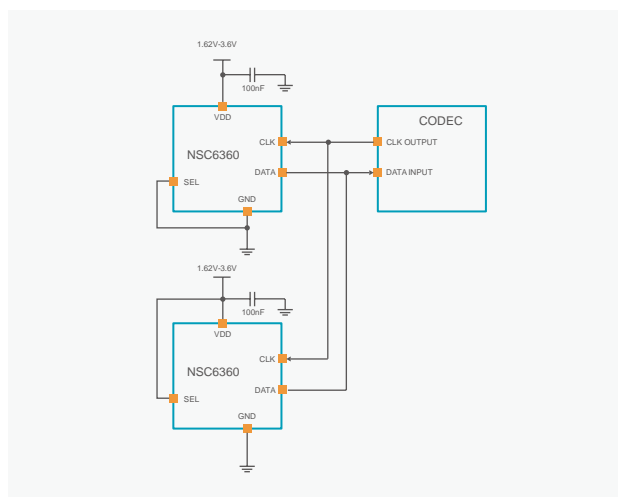 1.62V-3.6V
100nF
VDD
CODEC
CLK
CLK OUTPUT
NSC6360
DATA
DATA INPUT
SEL
GND
1.62V-3.6V
100nF
VDD
CLK
NSC6360
DATA
SEL
GND